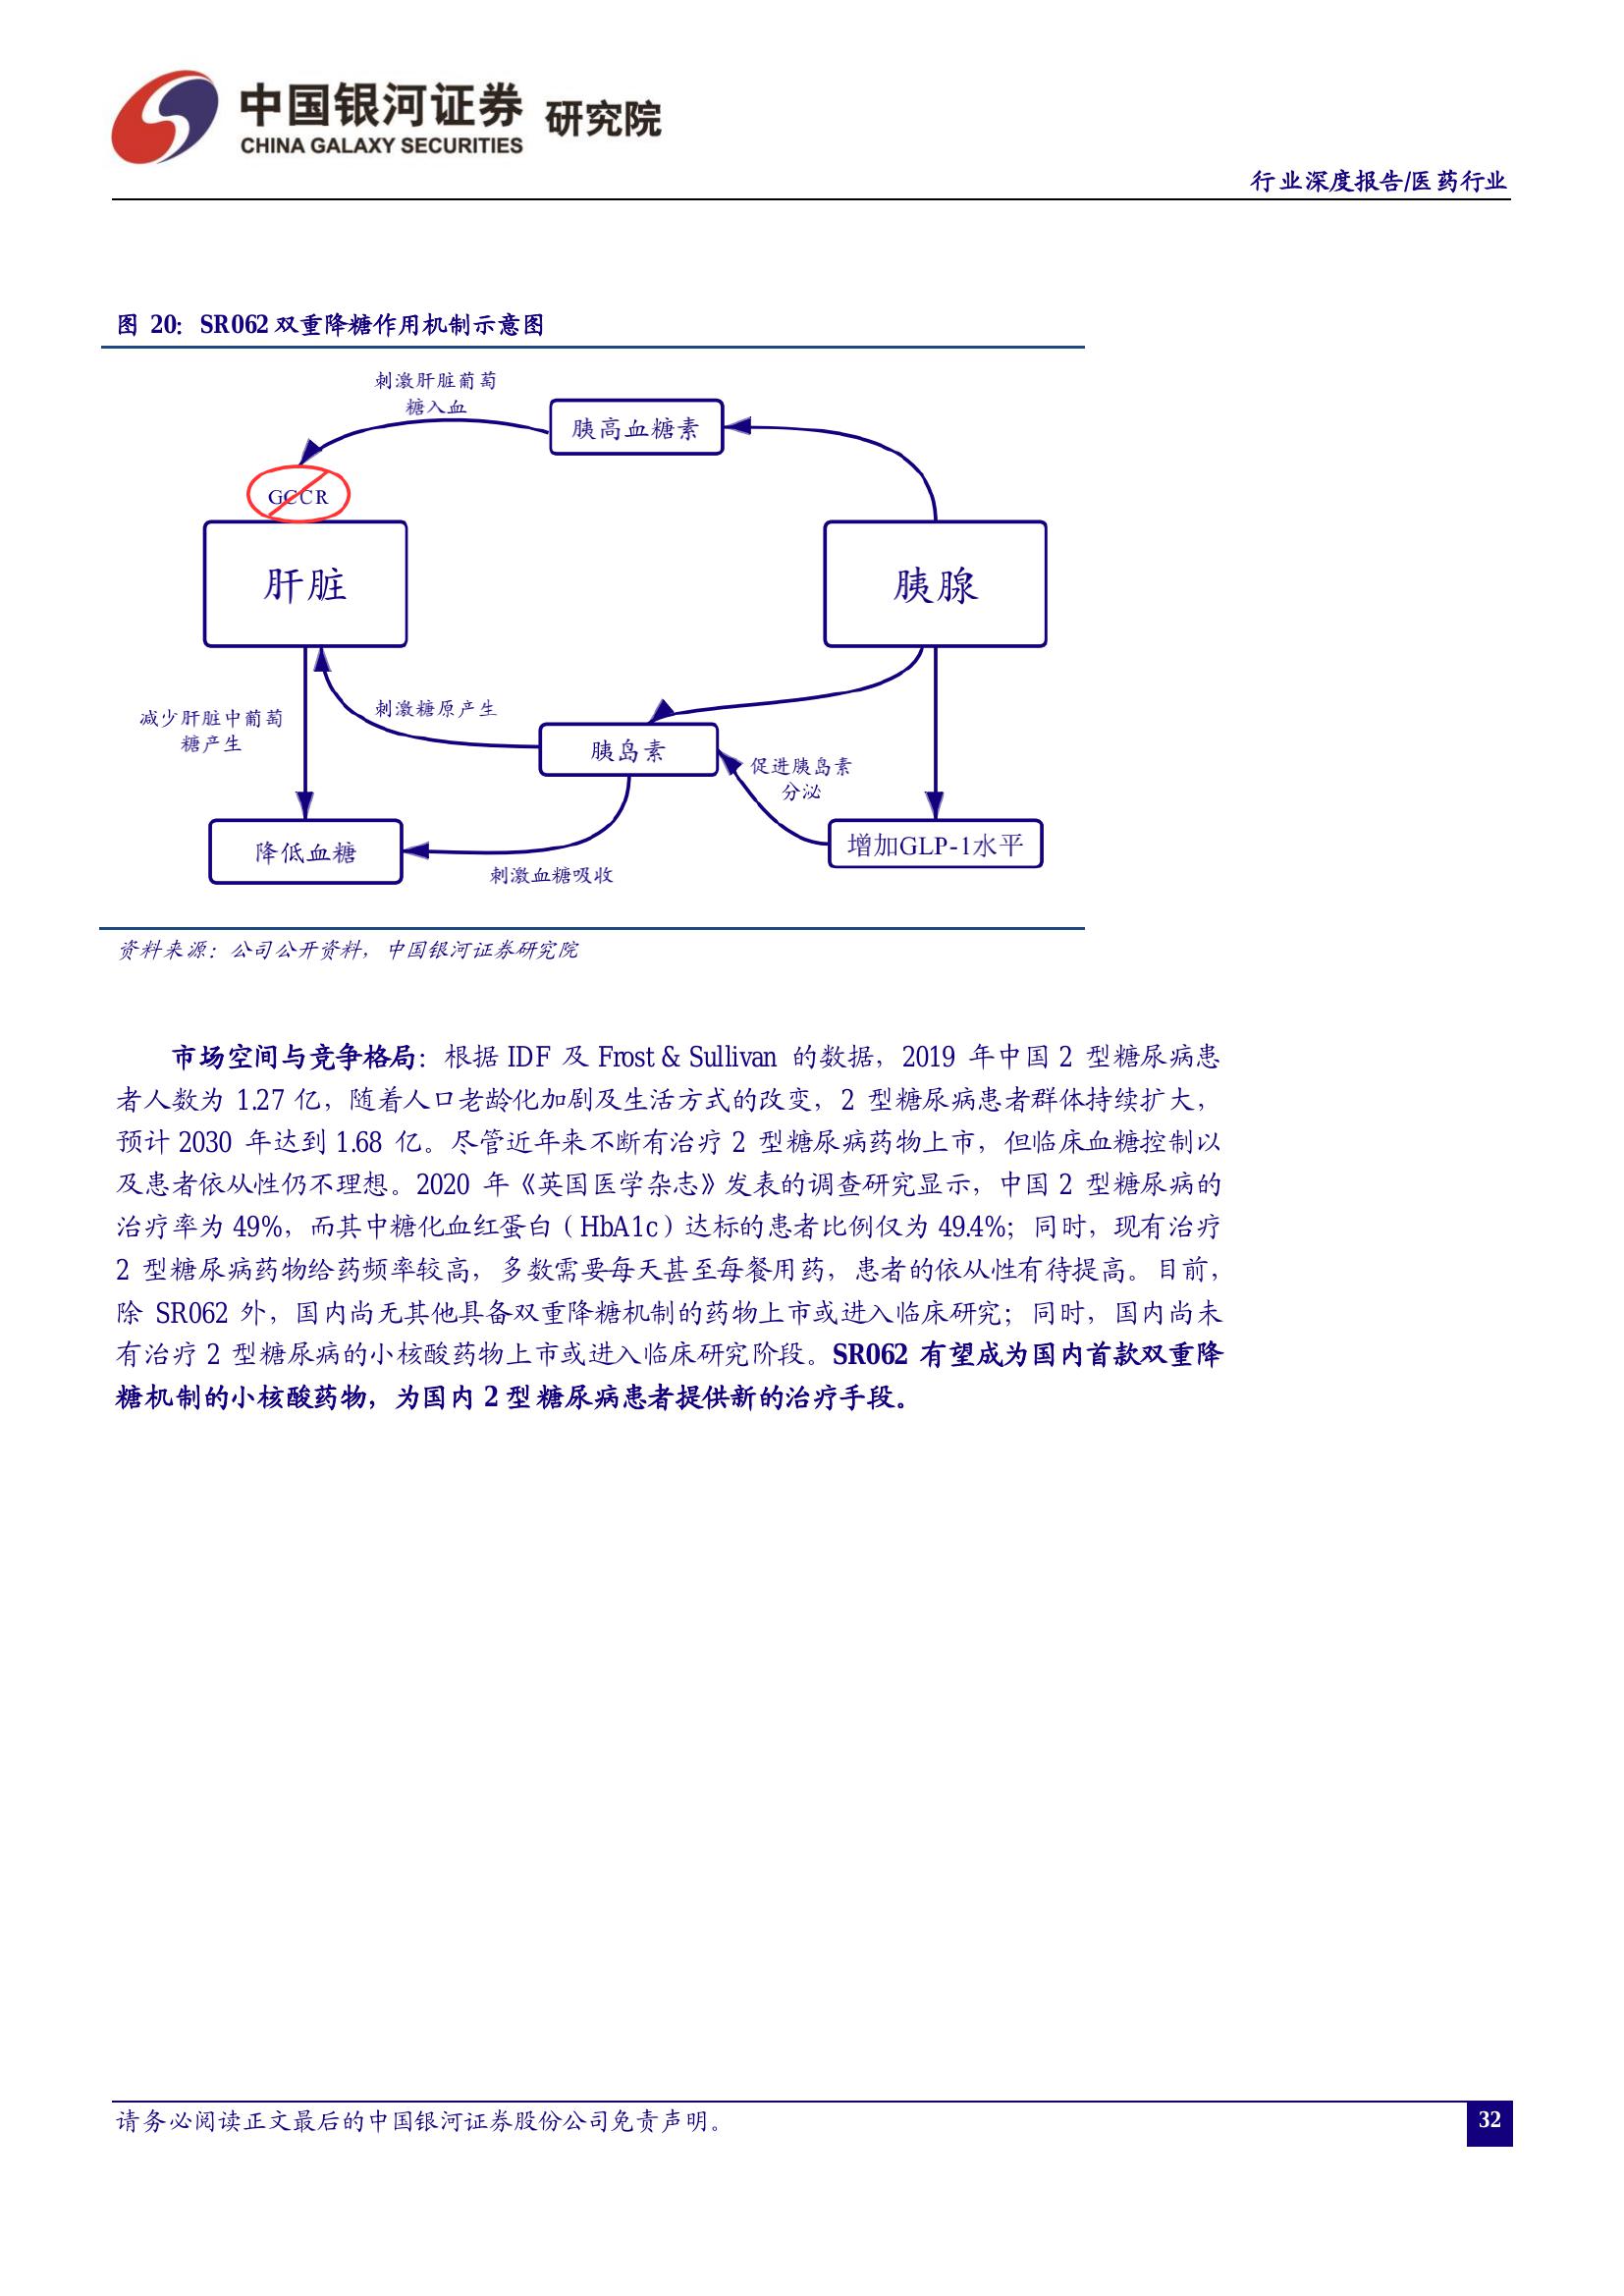 中国银河证券 研究院
CHINA GALAXY SECURITIES
行业深度报告/医药行业
图 20：SR062 双重降糖作用机制示意图
刺激肝脏葡萄
糖入血
胰高血糖素
GCCR
肝脏
胰腺
减少肝脏中葡萄
糖产生
刺激糖原产生
胰岛素
促进胰岛素
分泌
降低血糖
增加GLP-1水平
刺激血糖吸收
资料来源：公司公开资料，中国银河证券研究院
市场空间与竞争格局：根据 IDF 及 Frost & Sullivan 的数据，2019 年中国 2 型糖尿病患
者人数为 1.27 亿，随着人口老龄化加剧及生活方式的改变，2 型糖尿病患者群体持续扩大，
预计 2030 年达到 1.68 亿。尽管近年来不断有治疗 2 型糖尿病药物上市，但临床血糖控制以
及患者依从性仍不理想。2020 年《英国医学杂志》发表的调查研究显示，中国 2 型糖尿病的
治疗率为 49%，而其中糖化血红蛋白（HbA1c）达标的患者比例仅为 49.4%；同时，现有治疗
2 型糖尿病药物给药频率较高，多数需要每天甚至每餐用药，患者的依从性有待提高。目前，
除 SR062 外，国内尚无其他具备双重降糖机制的药物上市或进入临床研究；同时，国内尚未
有治疗 2 型糖尿病的小核酸药物上市或进入临床研究阶段。SR062 有望成为国内首款双重降
糖机制的小核酸药物，为国内 2 型糖尿病患者提供新的治疗手段。
请务必阅读正文最后的中国银河证券股份公司免责声明。
32